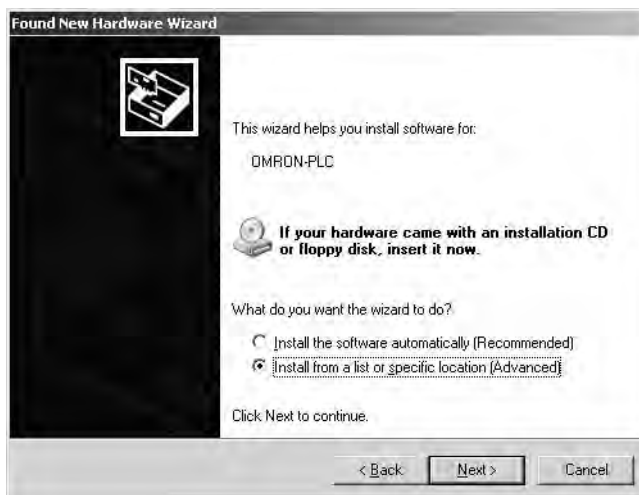 Found New Hardware Wizard
This wizard helps you install software for:
OMRON-PLC
If your hardware came with an installation CD
or floppy disk, insert it now.
What do you want the wizard to do?
Install the software automatically (Recommended)
Install from a list or specific location (Advanced)
Click Next to continue.
< Back
Next >
Cancel